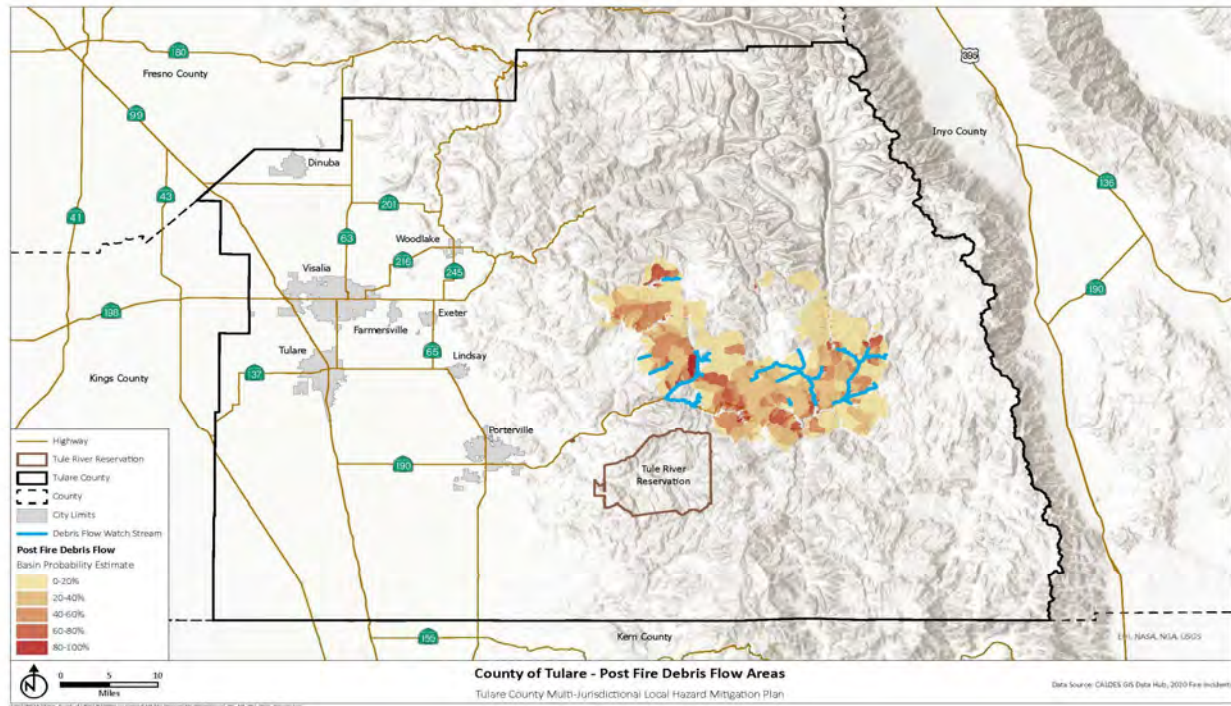 180
Fresno County
395
99
Inyo County
Dinuba
136
43
41
201
63
Woodlake
216
245
Visalia
190
198
Exeter
Farmersville
65
Tulare
Lindsay
137
Kings County
Porterville
190
Tule River
Reservation
Highway
Tule River Reservation
Tulare County
County
City Limits
Debris Flow Watch Stream
Post Fire Debris Flow
Basin Probability Estimate
0-20%
20-40%
40-60%
60-80%
80-100%
155
Kern County
NASA, NGA, USGS
N
0 5 10
Miles
County of Tulare - Post Fire Debris Flow Areas
Tulare County Multi-Jurisdictional Local Hazard Mitigation Plan
Data Source: CALOES GIS Data Hub, 2020 Fire Incidents